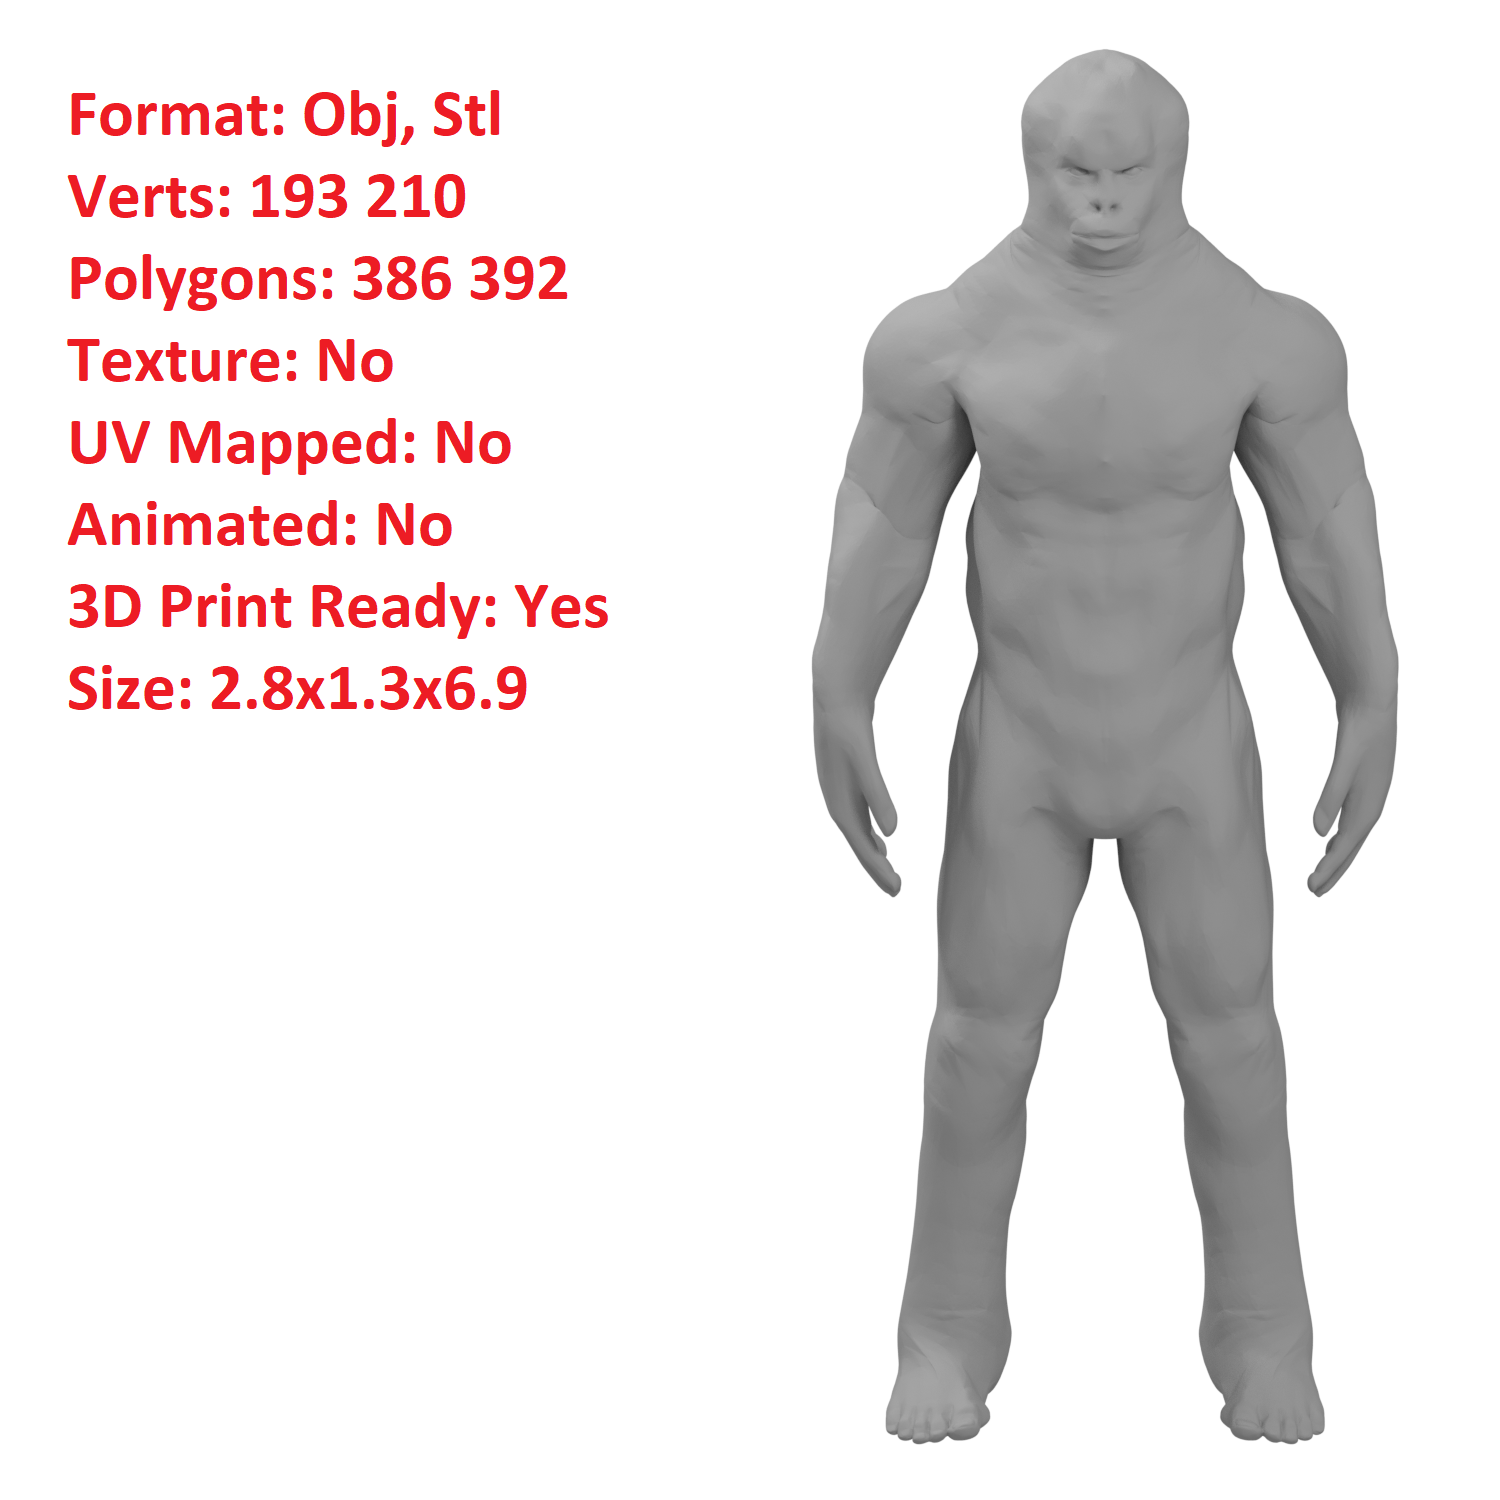 Format: Obj, Stl
Verts: 193 210
Polygons: 386 392
Texture: No
UV Mapped: No
Animated: No
3D Print Ready: Yes
Size: 2.8x1.3x6.9